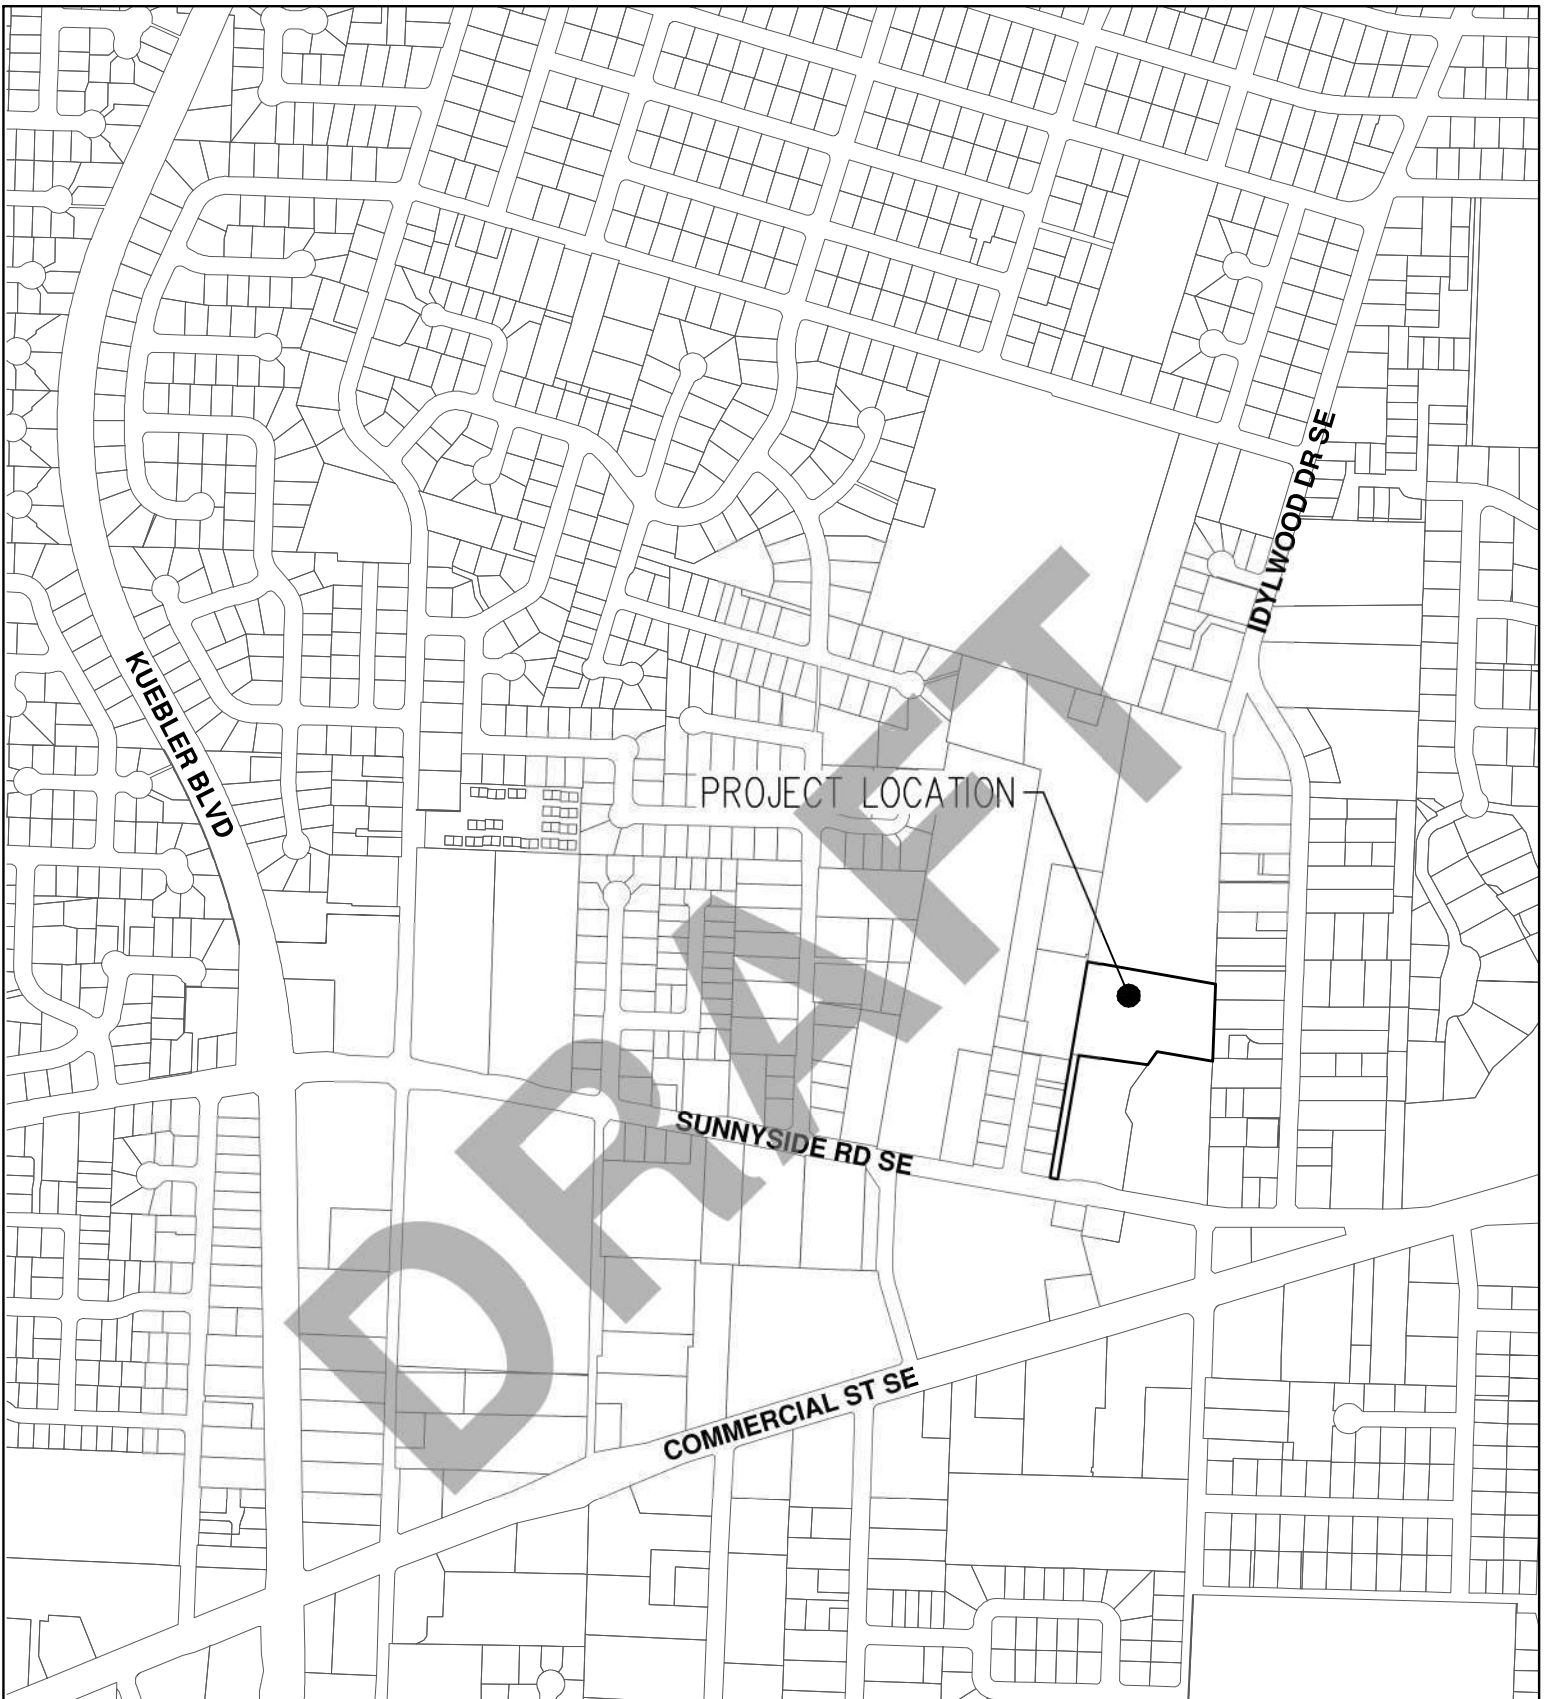 IDYLWOOD DR SE
KUEBLER BLVD
PROJECT LOCATION
DRAFT
SUNNYSIDE RD SE
COMMERCIAL ST SE